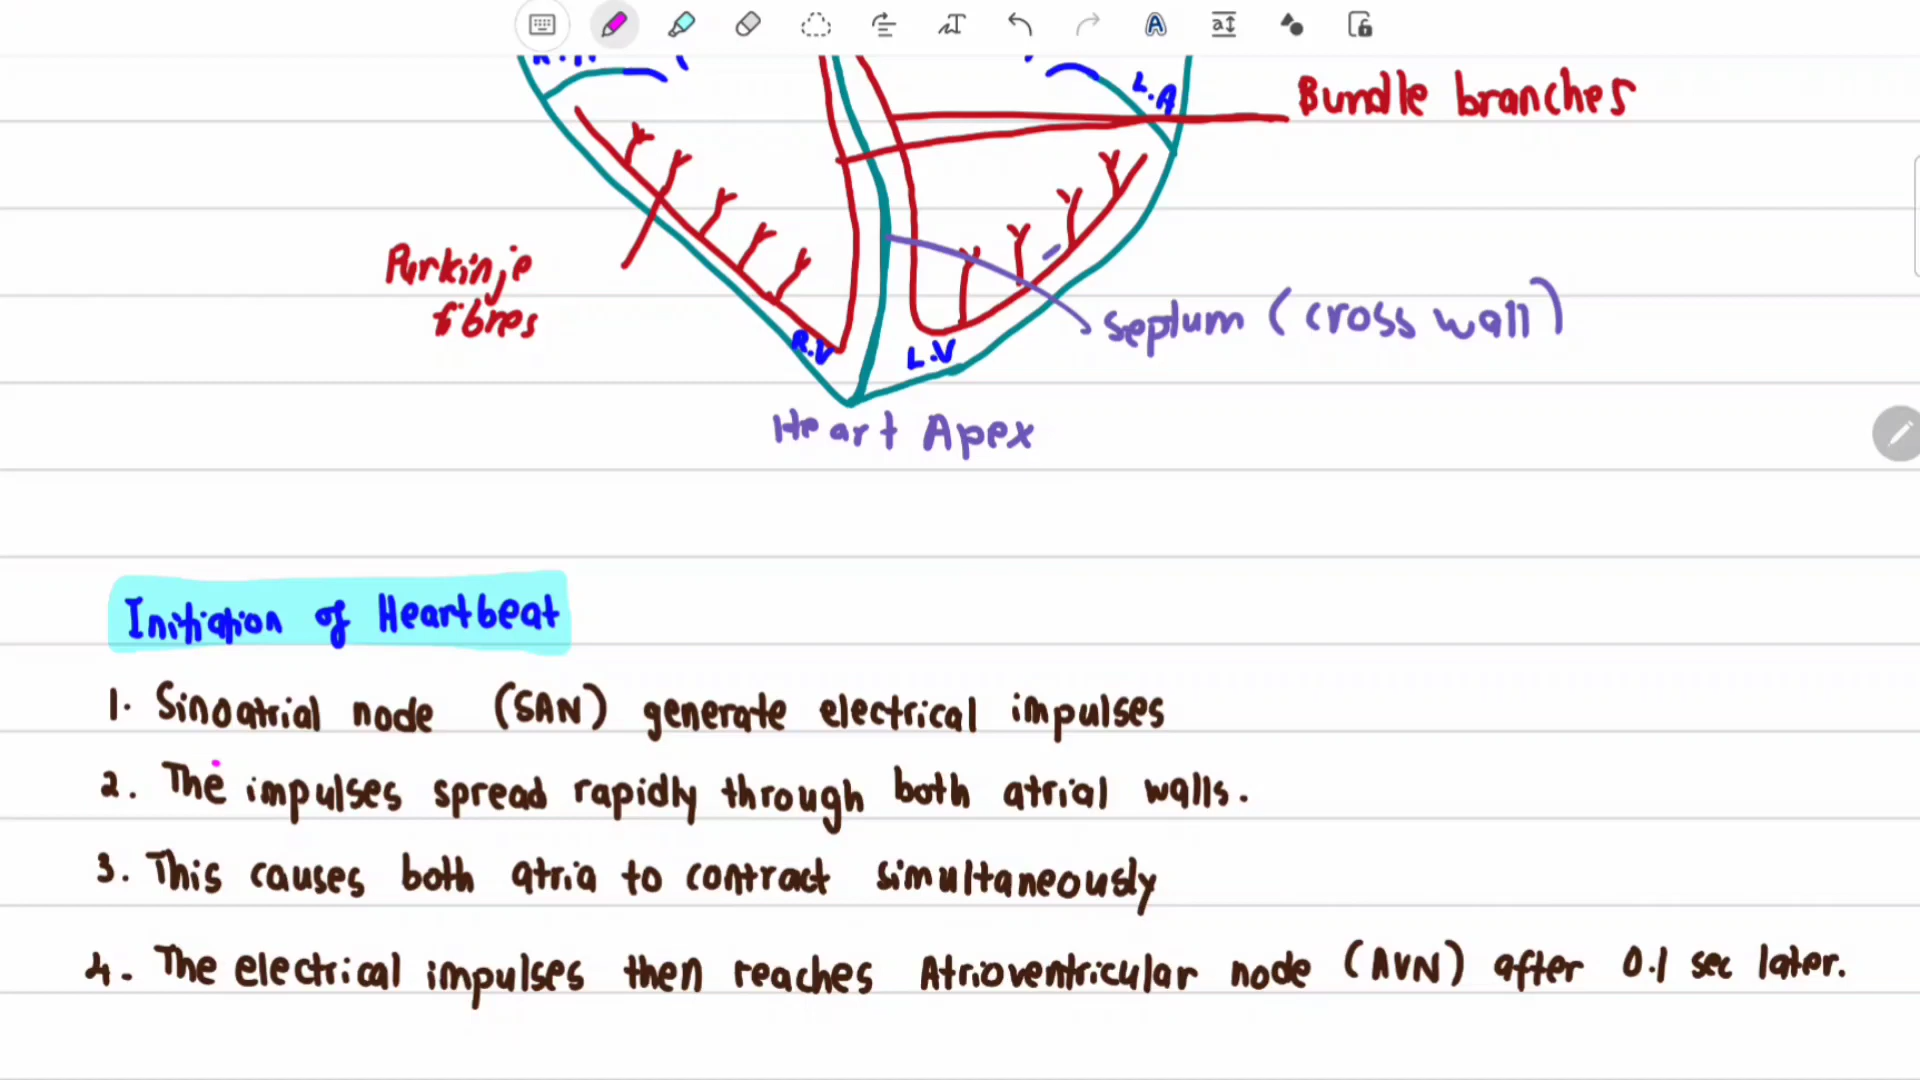 L.A
Bundle branches
Purkinje
fibres
septum (cross wall)
R.V
L.V
Heart Apex
Initiation of Heartbeat
1. Sinoatrial node (SAN) generate electrical impulses
2. The impulses spread rapidly through both atrial walls.
3. This causes both atria to contract simultaneously
4. The electrical impulses then reaches Atrioventricular node (AVN) after 0.1 sec later.